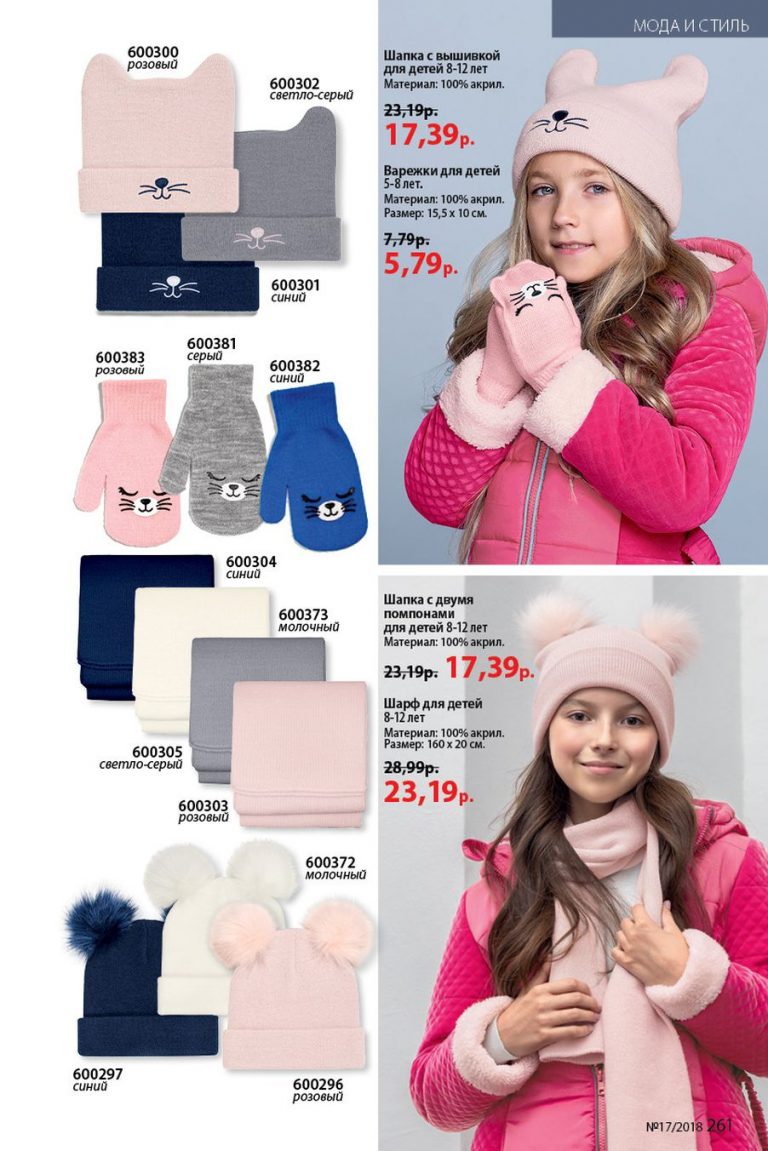 МОДА И СТИЛЬ
600300
розовый
600302
светло-серый
600301
синий
Шапка с вышивкой
для детей 8-12 лет
Материал: 100% акрил.
23,19р.
17,39р.
Варежки для детей
5-8 лет.
Материал: 100% акрил.
Размер: 15,5 х 10 см.
7,79р.
5,79р.
600383
розовый
600381
серый
600382
синий
600304
синий
600373
молочный
600305
светло-серый
600303
розовый
Шапка с двумя
помпонами
для детей 8-12 лет
Материал: 100% акрил.
23,19р. 17,39р.
Шарф для детей
8-12 лет
Материал: 100% акрил.
Размер: 160 х 20 см.
28,99р.
23,19р.
600372
молочный
600297
синий
600296
розовый
№17/2018 261